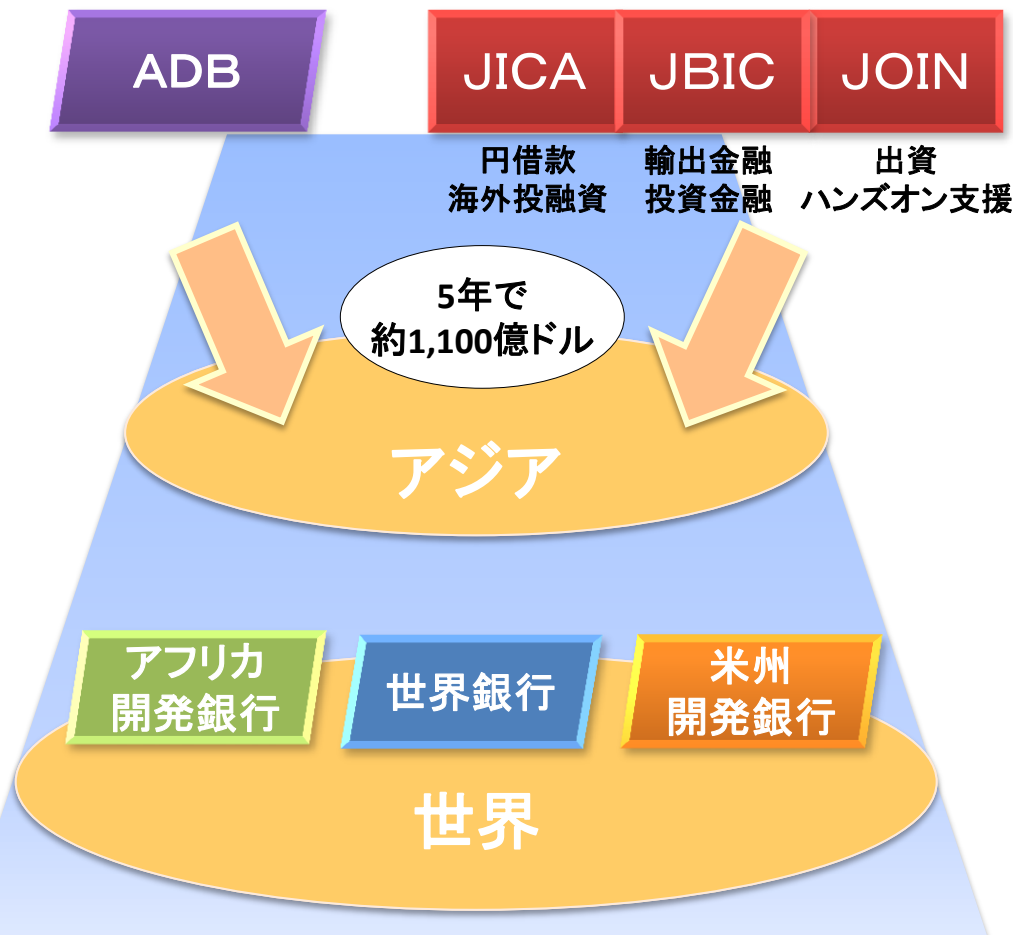 ADB
JICA
JBIC
JOIN
円借款
海外投融資
輸出金融
投資金融
出資
ハンズオン支援
5年で
約1,100億ドル
アジア
アフリカ
開発銀行
世界銀行
米州
開発銀行
世界